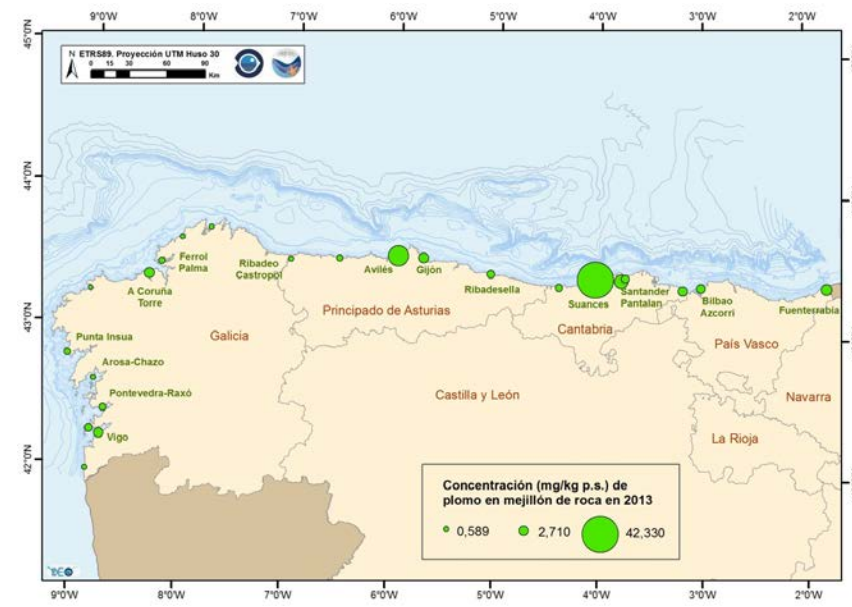 9°0'W 8°0'W 7°0'W 6°0'W 5°0'W 4°0'W 3°0'W 2°0'W
45°0'N
N ETRS89. Proyección UTM Huso 30
0 15 30 60 90
Km
44°0'N
Ferrol
Palma
Ribadeo
Castropol
Avilés
Gijón
A Coruña
Torre
Ribadesella
Suances
Santander
Pantalan
Bilbao
Azcorri
Fuenterrabia
43°0'N
Principado de Asturias
Cantabria
Punta Insua
Galicia
País Vasco
Arosa-Chazo
Pontevedra-Raxó
Castilla y León
Navarra
Vigo
La Rioja
42°0'N
Concentración (mg/kg p.s.) de
plomo en mejillón de roca en 2013
0,589 2,710 42,330
9°0'W 8°0'W 7°0'W 6°0'W 5°0'W 4°0'W 3°0'W 2°0'W